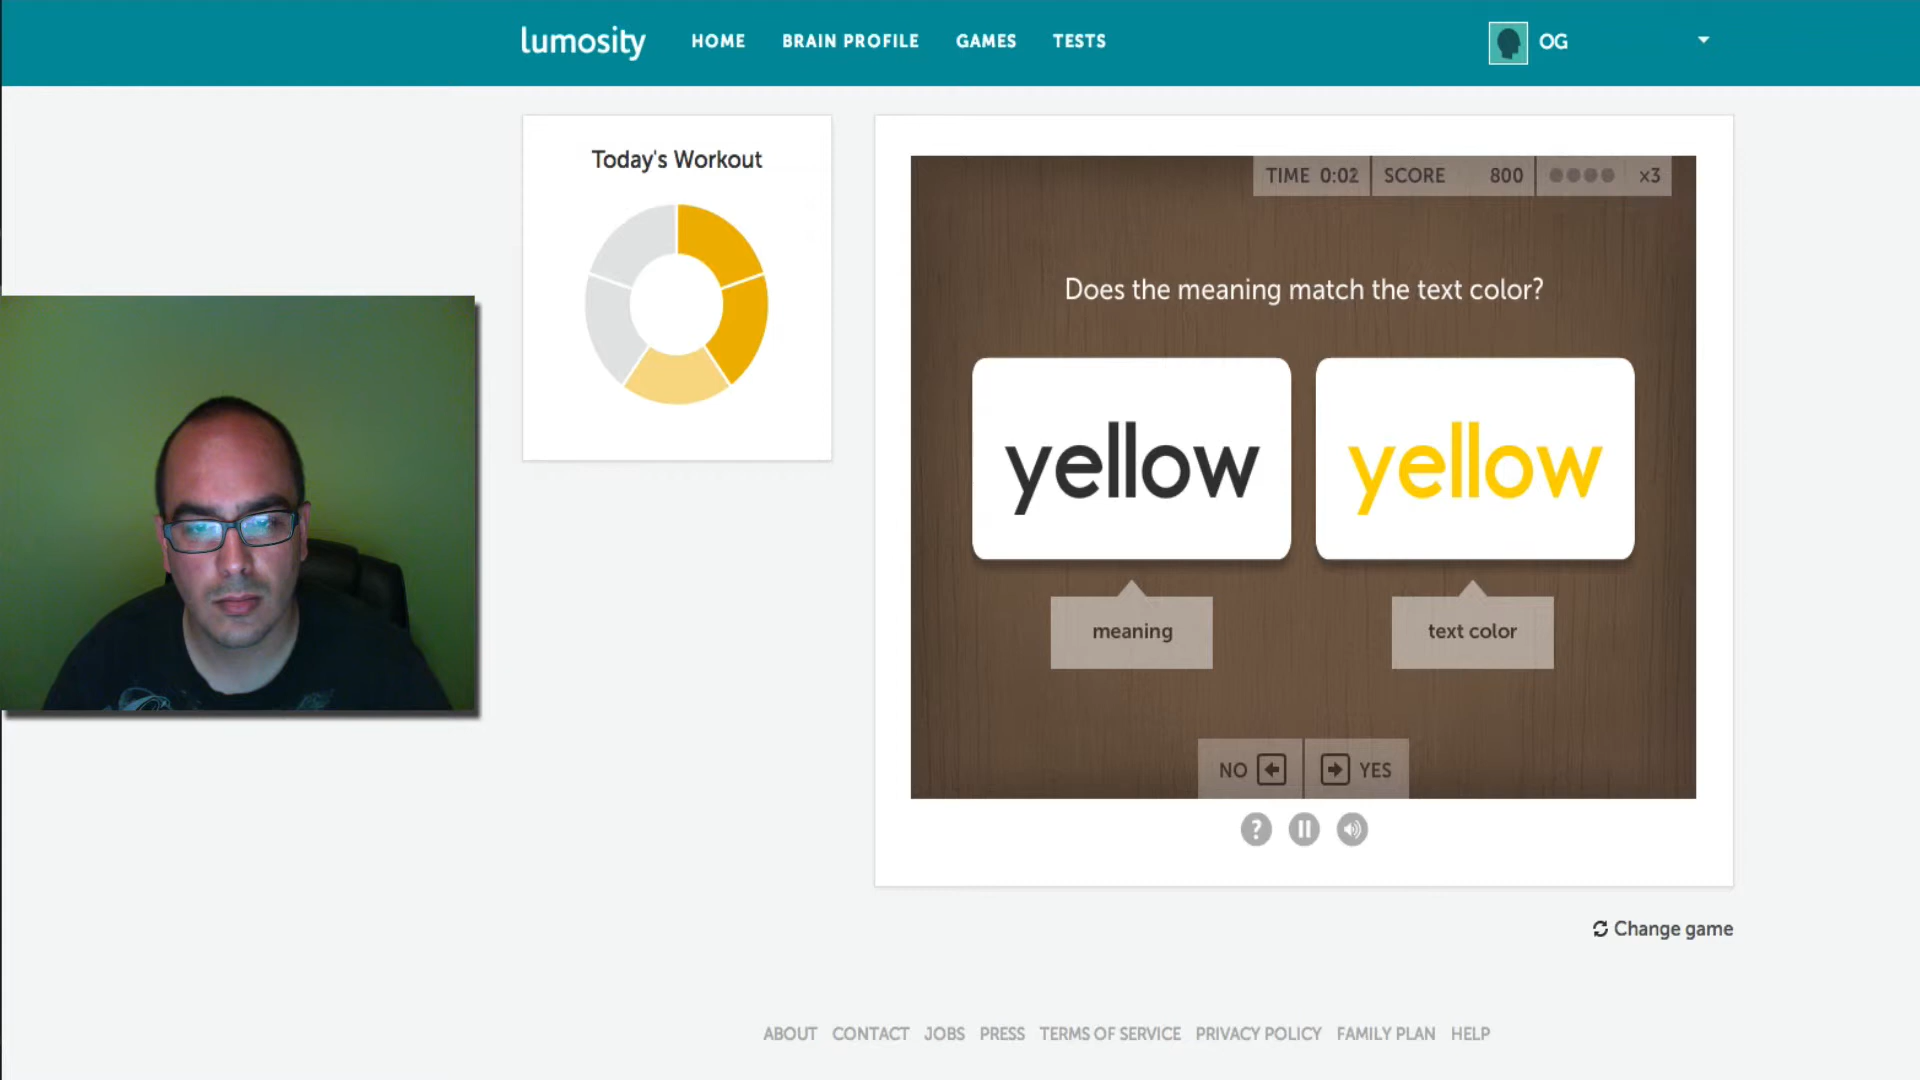 lumosity HOME BRAIN PROFILE GAMES TESTS OG
Today's Workout
TIME 0:02 SCORE 800 x3
Does the meaning match the text color?
yellow yellow
meaning text color
NO YES
?
Change game
ABOUT CONTACT JOBS PRESS TERMS OF SERVICE PRIVACY POLICY FAMILY PLAN HELP